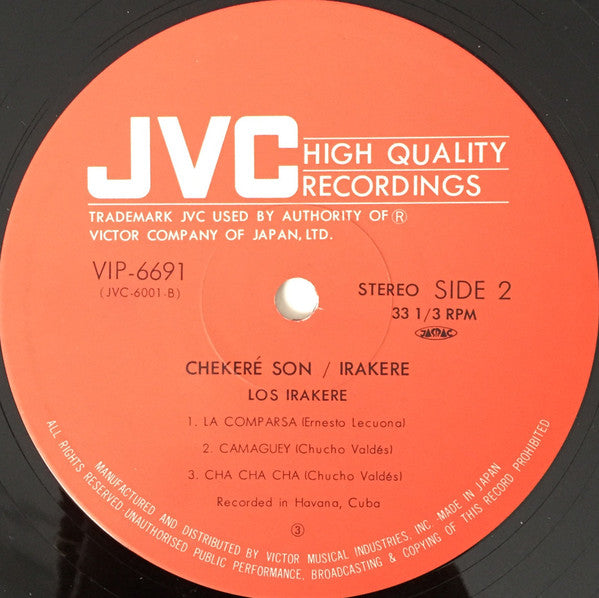 JVC
HIGH QUALITY
RECORDINGS
TRADEMARK JVC USED BY AUTHORITY OF ®
VICTOR COMPANY OF JAPAN, LTD.
VIP-6691
(JVC-6001-B)
STEREO SIDE 2
33 1/3 RPM
JASRAC
CHEKERÉ SON / IRAKERE
LOS IRAKERE
1. LA COMPARSA (Ernesto Lecuona)
2. CAMAGUEY (Chucho Valdés)
3. CHA CHA CHA (Chucho Valdés)
Recorded in Havana, Cuba
③
MANUFACTURED AND DISTRIBUTED BY VICTOR MUSICAL INDUSTRIES, INC. MADE IN JAPAN
ALL RIGHTS RESERVED UNAUTHORISED PUBLIC PERFORMANCE, BROADCASTING & COPYING OF THIS RECORD PROHIBITED